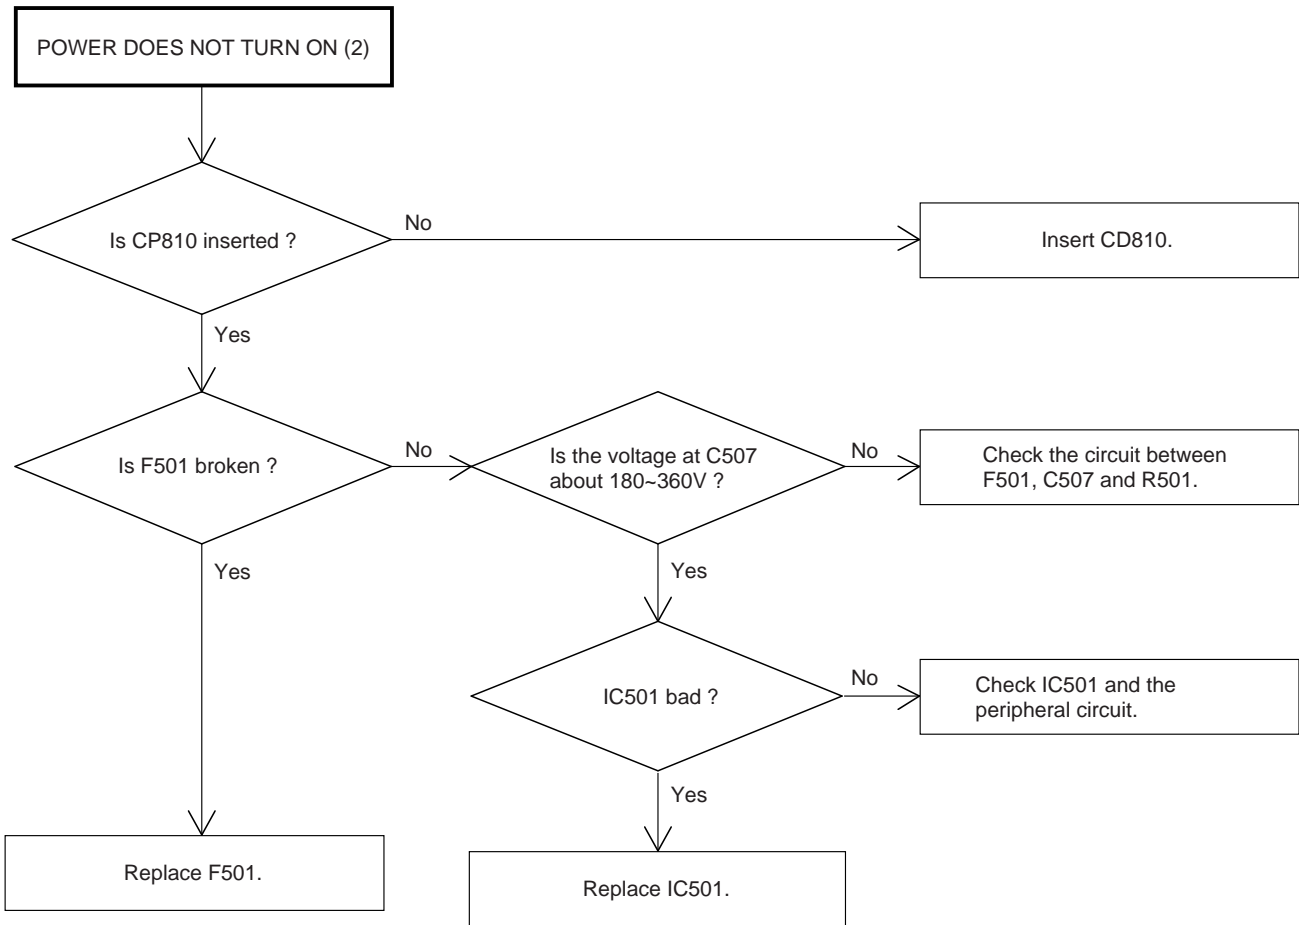 POWER DOES NOT TURN ON (2)
Is CP810 inserted ?
No
Insert CD810.
Yes
Is F501 broken ?
No
Is the voltage at C507
about 180~360V ?
No
Check the circuit between
F501, C507 and R501.
Yes
Yes
IC501 bad ?
No
Check IC501 and the
peripheral circuit.
Yes
Replace F501.
Replace IC501.